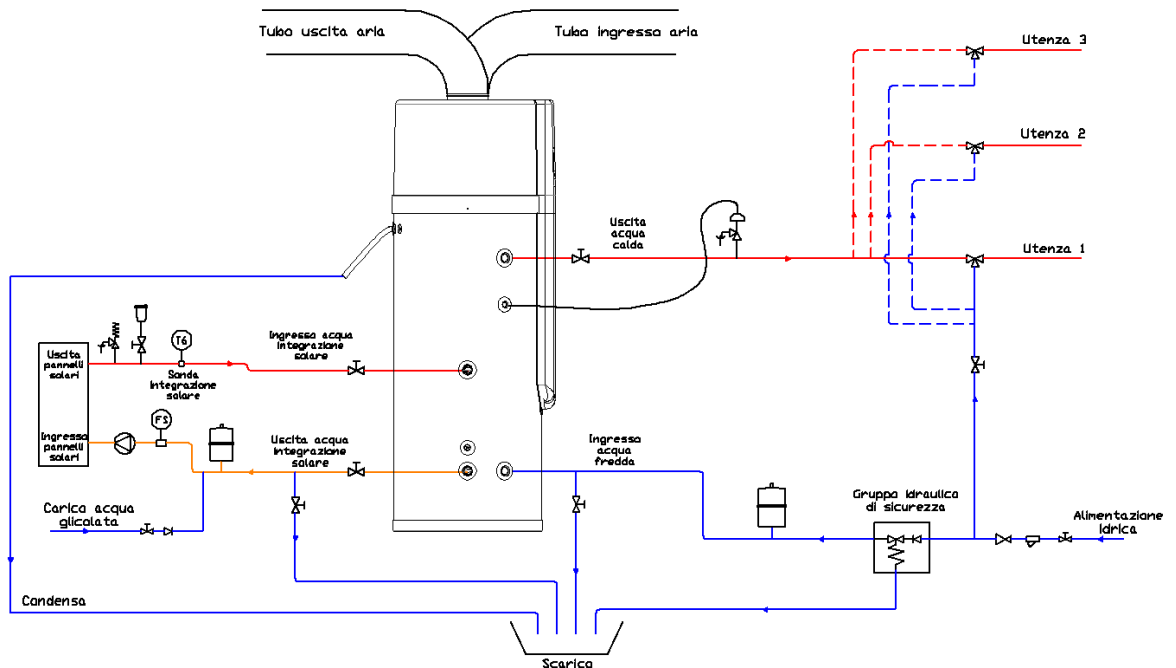 Tubo uscita aria
Tubo ingresso aria
Utenza 3
Utenza 2
Utenza 1
Uscita
acqua
calda
Ingresso acqua
integrazione
solare
Uscita
pannelli
solari
T6
Sonda
integrazione
solare
FS
Ingresso
pannelli
solari
Uscita acqua
integrazione
solare
Ingresso
acqua
fredda
Carica acqua
glicolata
Gruppo idraulico
di sicurezza
Alimentazione
idrica
Condensa
Scarico